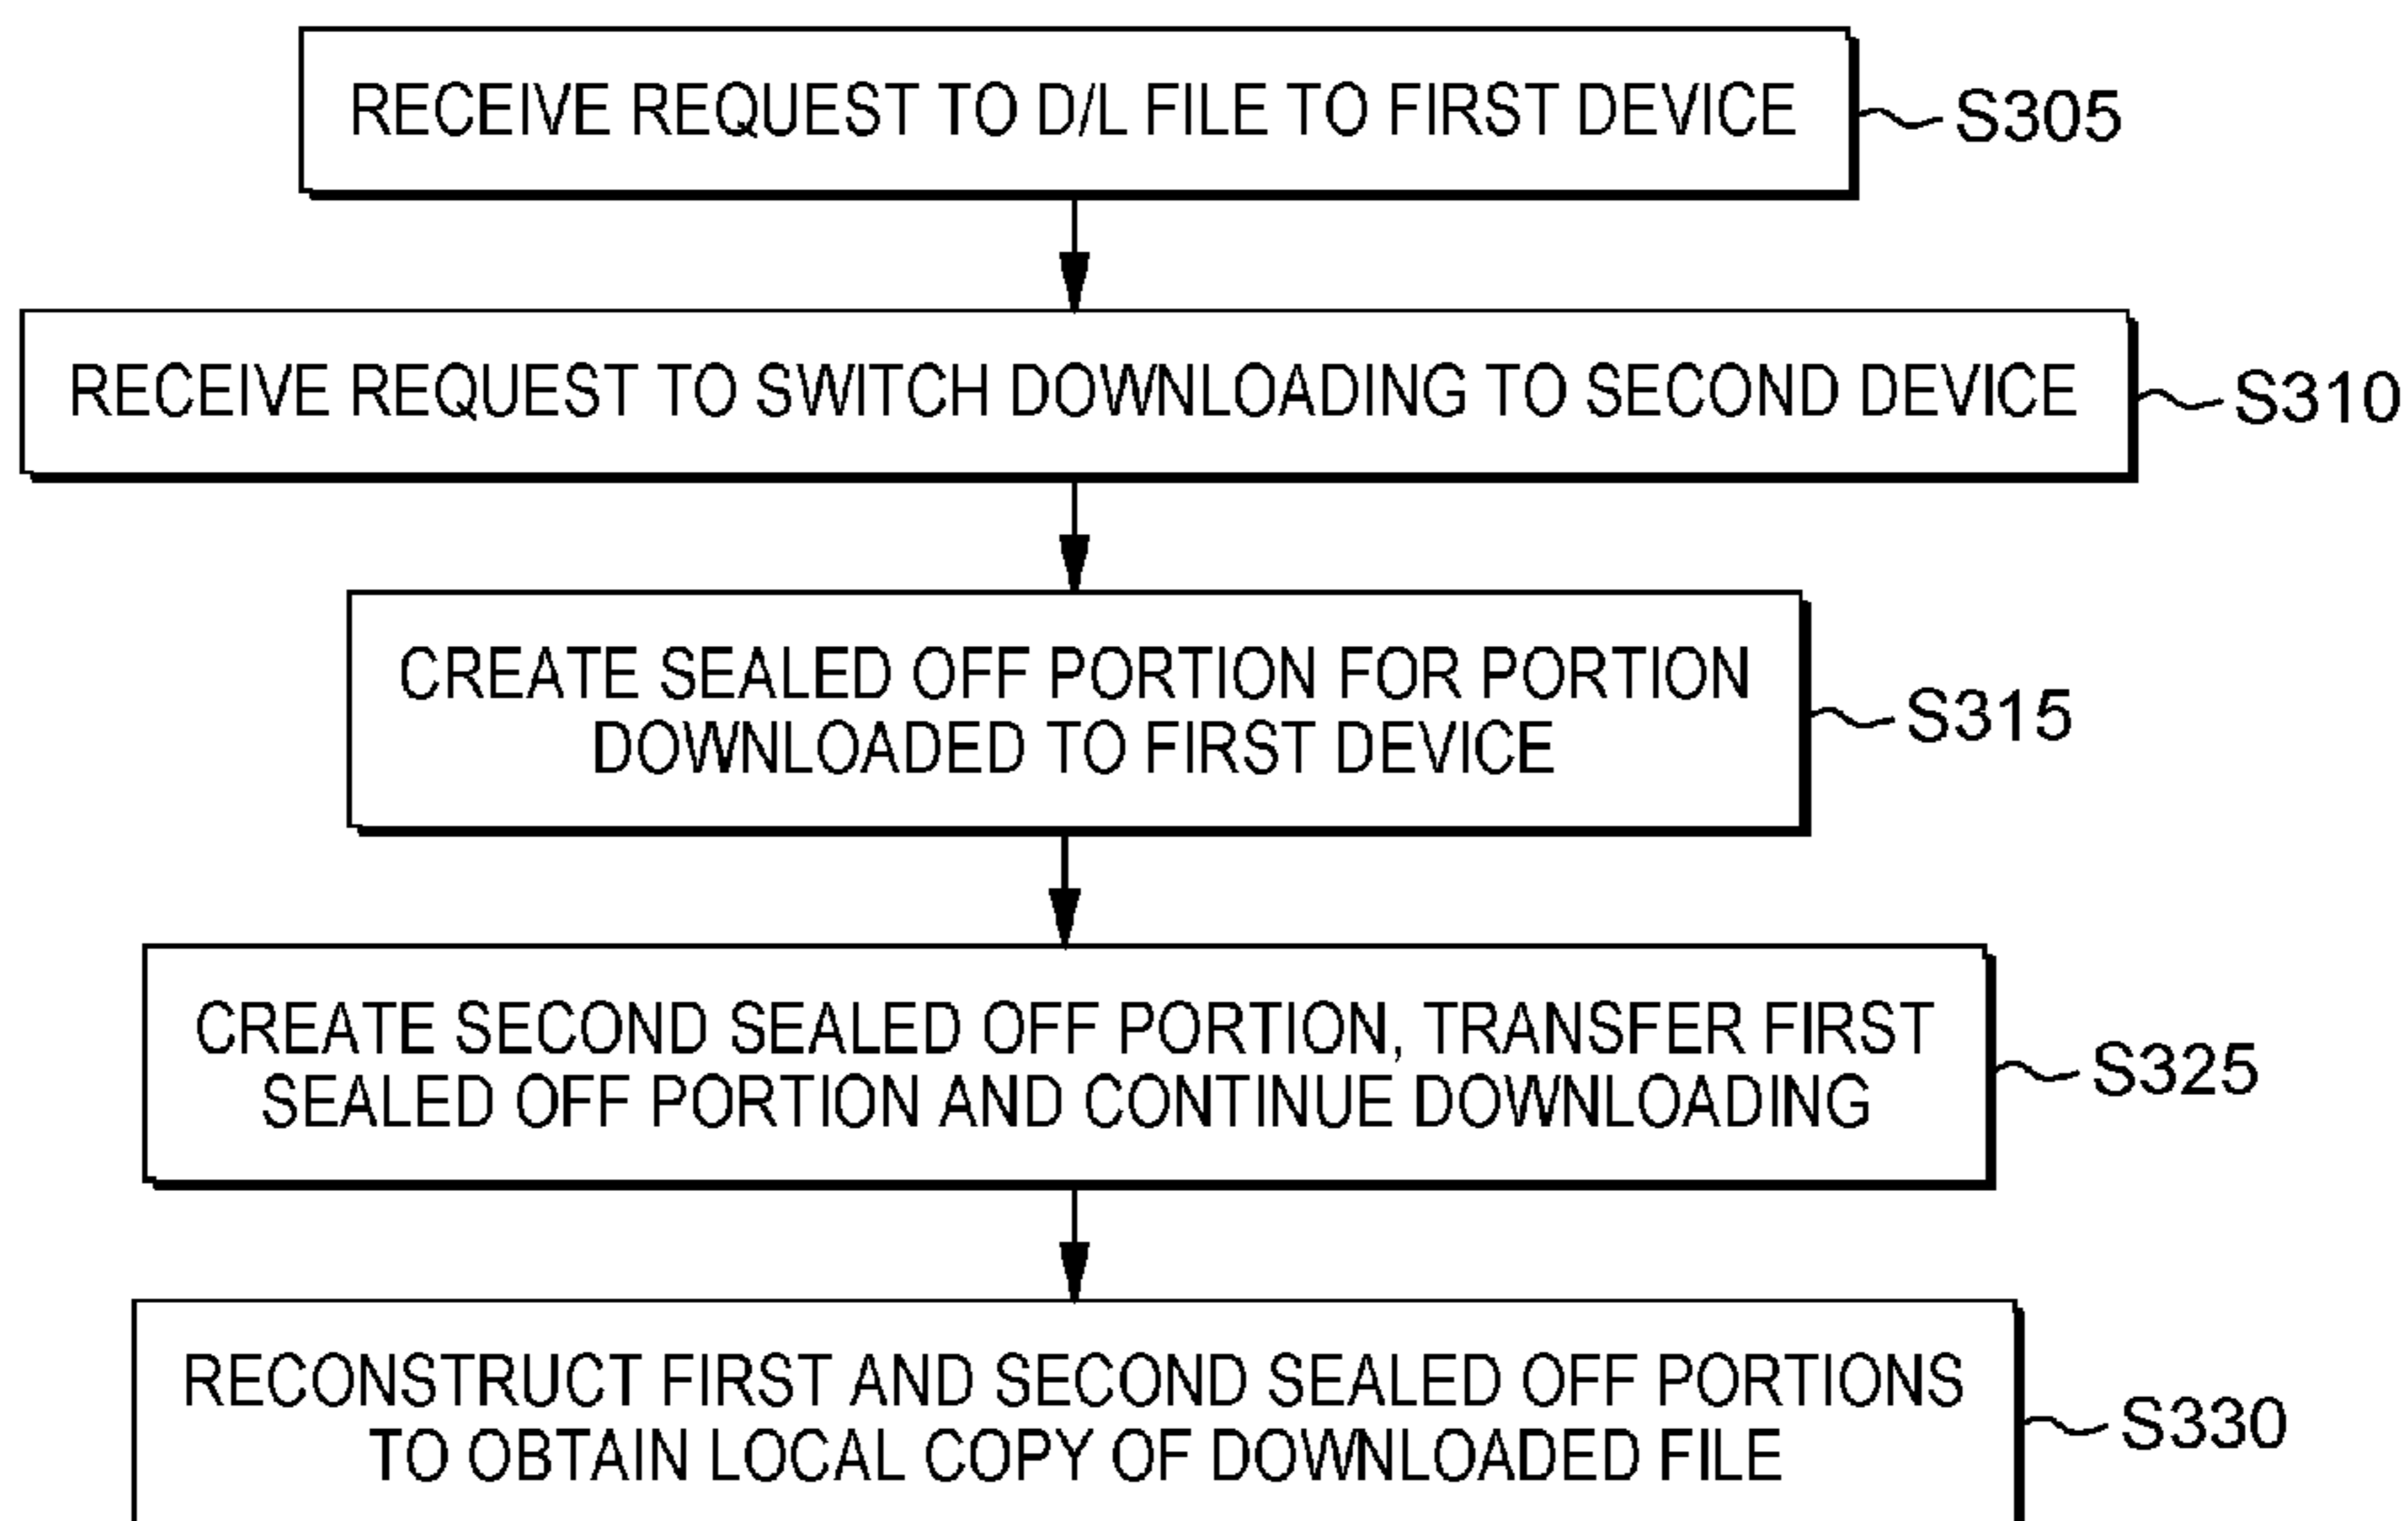 RECEIVE REQUEST TO D/L FILE TO FIRST DEVICE
S305
RECEIVE REQUEST TO SWITCH DOWNLOADING TO SECOND DEVICE
S310
CREATE SEALED OFF PORTION FOR PORTION
DOWNLOADED TO FIRST DEVICE
S315
CREATE SECOND SEALED OFF PORTION, TRANSFER FIRST
SEALED OFF PORTION AND CONTINUE DOWNLOADING
S325
RECONSTRUCT FIRST AND SECOND SEALED OFF PORTIONS
TO OBTAIN LOCAL COPY OF DOWNLOADED FILE
S330